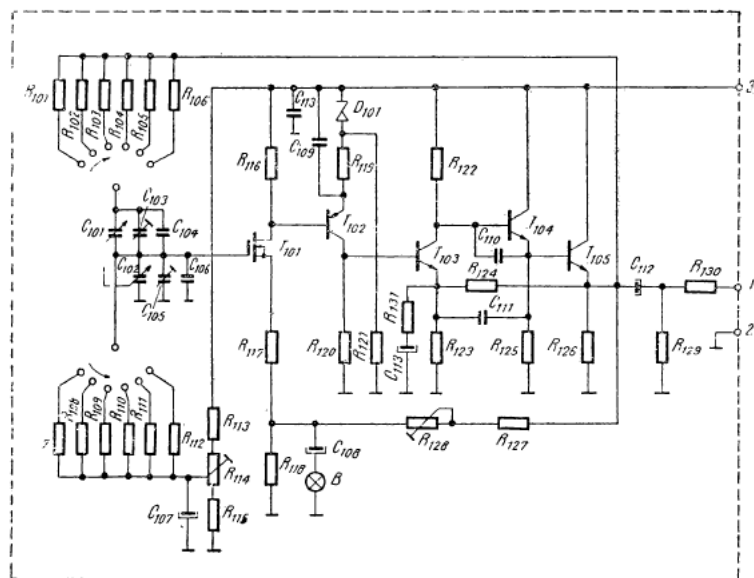 R101
R102
R103
R104
R105
R106
C113
D101
3
C109
R116
R119
R122
C103
C101
C104
T102
T104
C110
T101
T103
T105
C102
C106
C105
R124
C112
R130
1
R131
C111
2
R117
R120
R121
C113
R123
R125
R126
R129
R108
R109
R110
R111
R112
R113
R128
R127
R114
R118
C108
B
C107
R115